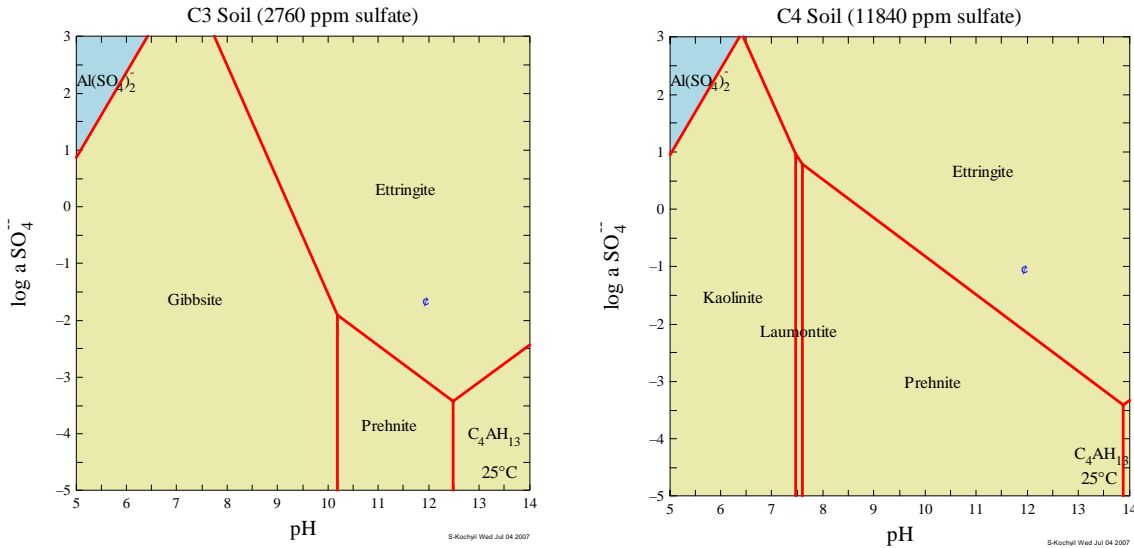 C3 Soil (2760 ppm sulfate)
3
2
1
0
–1
–2
–3
–4
–5
log a SO4--
Al(SO4)2-
Ettringite
¢
Gibbsite
Prehnite
C4AH13
25°C
5 6 7 8 9 10 11 12 13 14
pH
S-Kochyil Wed Jul 04 2007
C4 Soil (11840 ppm sulfate)
3
2
1
0
–1
–2
–3
–4
–5
log a SO4--
Al(SO4)2-
Ettringite
¢
Kaolinite
Laumontite
Prehnite
C4AH13
25°C
5 6 7 8 9 10 11 12 13 14
pH
S-Kochyil Wed Jul 04 2007